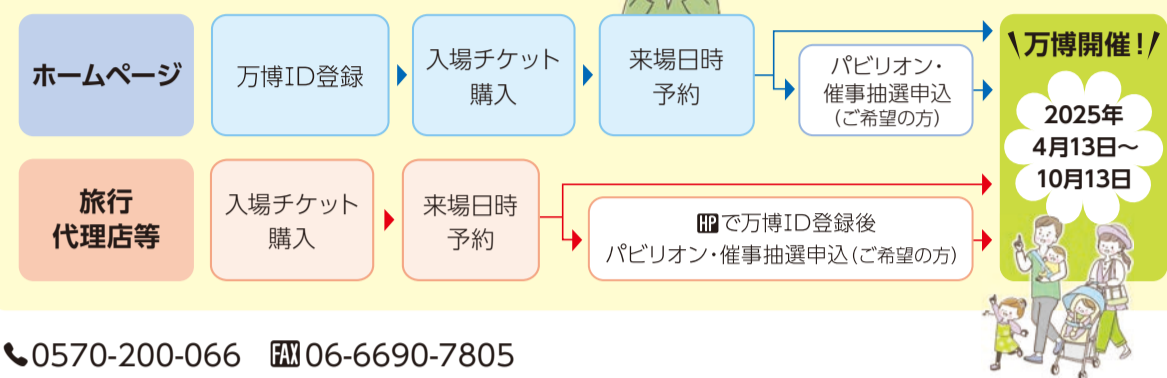 ホームページ
万博ID登録
入場チケット
購入
来場日時
予約
パビリオン・
催事抽選申込
(ご希望の方)
旅行
代理店等
入場チケット
購入
来場日時
予約
HPで万博ID登録後
パビリオン・催事抽選申込(ご希望の方)
\万博開催!/
2025年
4月13日~
10月13日
0570-200-066 FAX 06-6690-7805